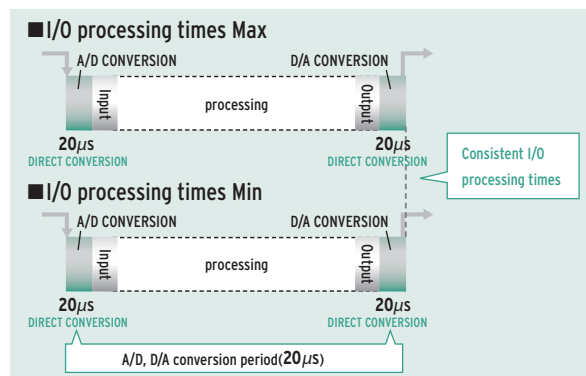 ■I/O processing times Max
A/D CONVERSION
D/A CONVERSION
Input
processing
Output
20μs
20μs
DIRECT CONVERSION
DIRECT CONVERSION
Consistent I/O
processing times
■I/O processing times Min
A/D CONVERSION
D/A CONVERSION
Input
processing
Output
20μs
20μs
DIRECT CONVERSION
DIRECT CONVERSION
A/D, D/A conversion period(20μs)